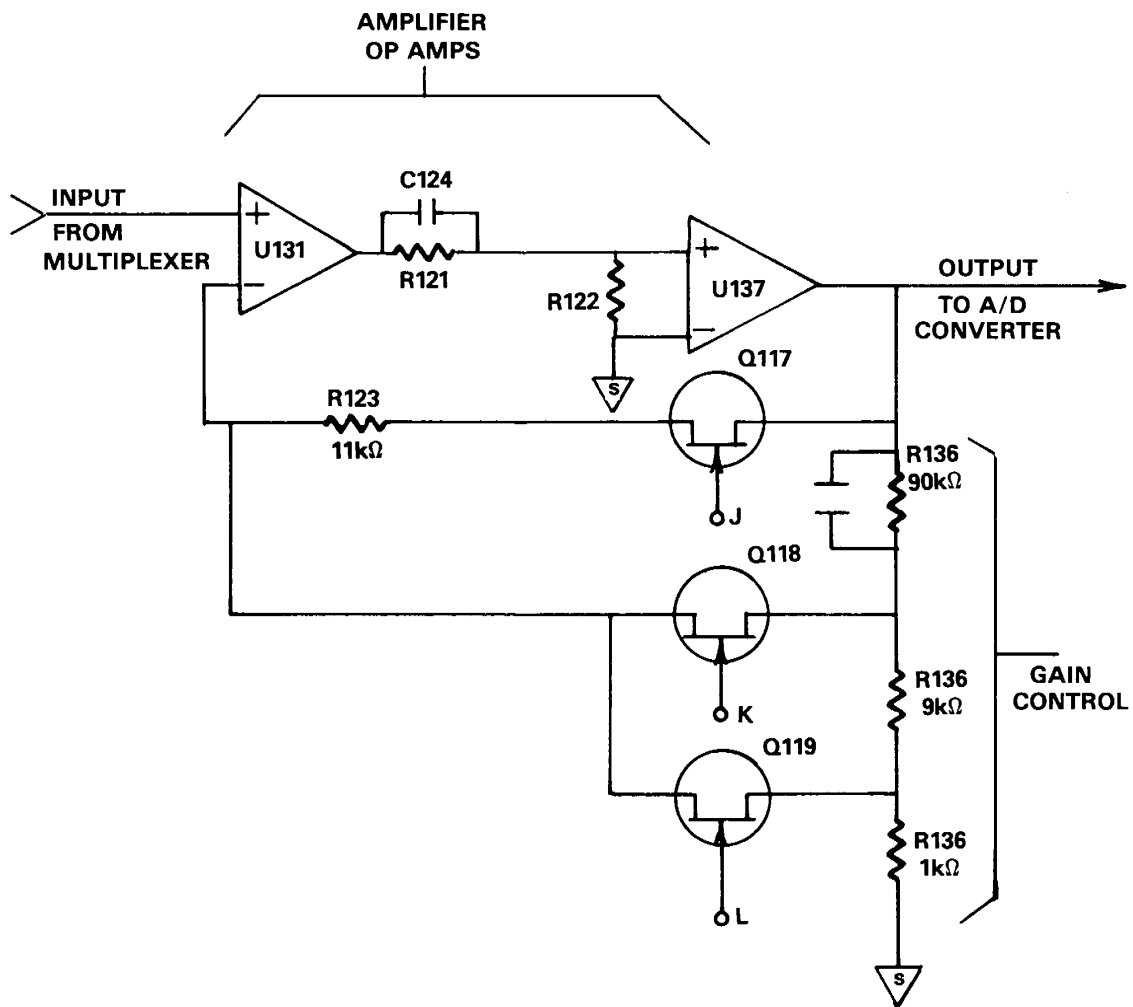 AMPLIFIER
OP AMPS
INPUT
FROM
MULTIPLEXER
+
−
U131
C124
R121
R122
+
−
U137
OUTPUT
TO A/D
CONVERTER
S
Q117
R123
11kΩ
J
R136
90kΩ
Q118
K
R136
9kΩ
GAIN
CONTROL
Q119
L
R136
1kΩ
S